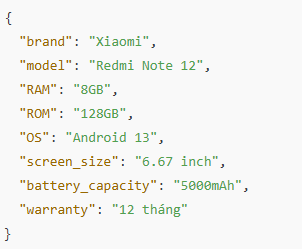 {
  "brand": "Xiaomi",
  "model": "Redmi Note 12",
  "RAM": "8GB",
  "ROM": "128GB",
  "OS": "Android 13",
  "screen_size": "6.67 inch",
  "battery_capacity": "5000mAh",
  "warranty": "12 tháng"
}